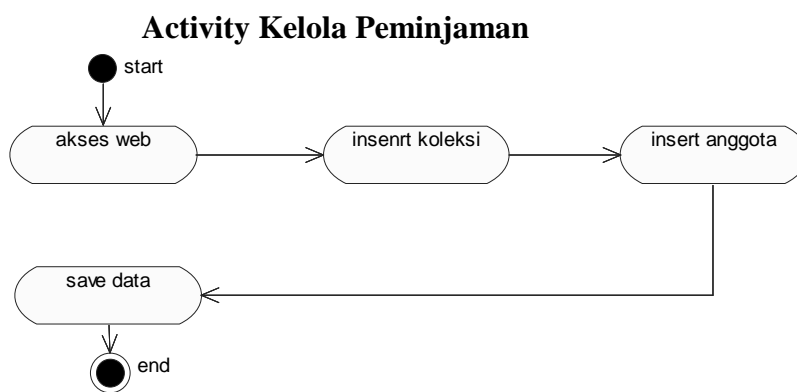 Activity Kelola Peminjaman
start
akses web
insenrt koleksi
insert anggota
save data
end